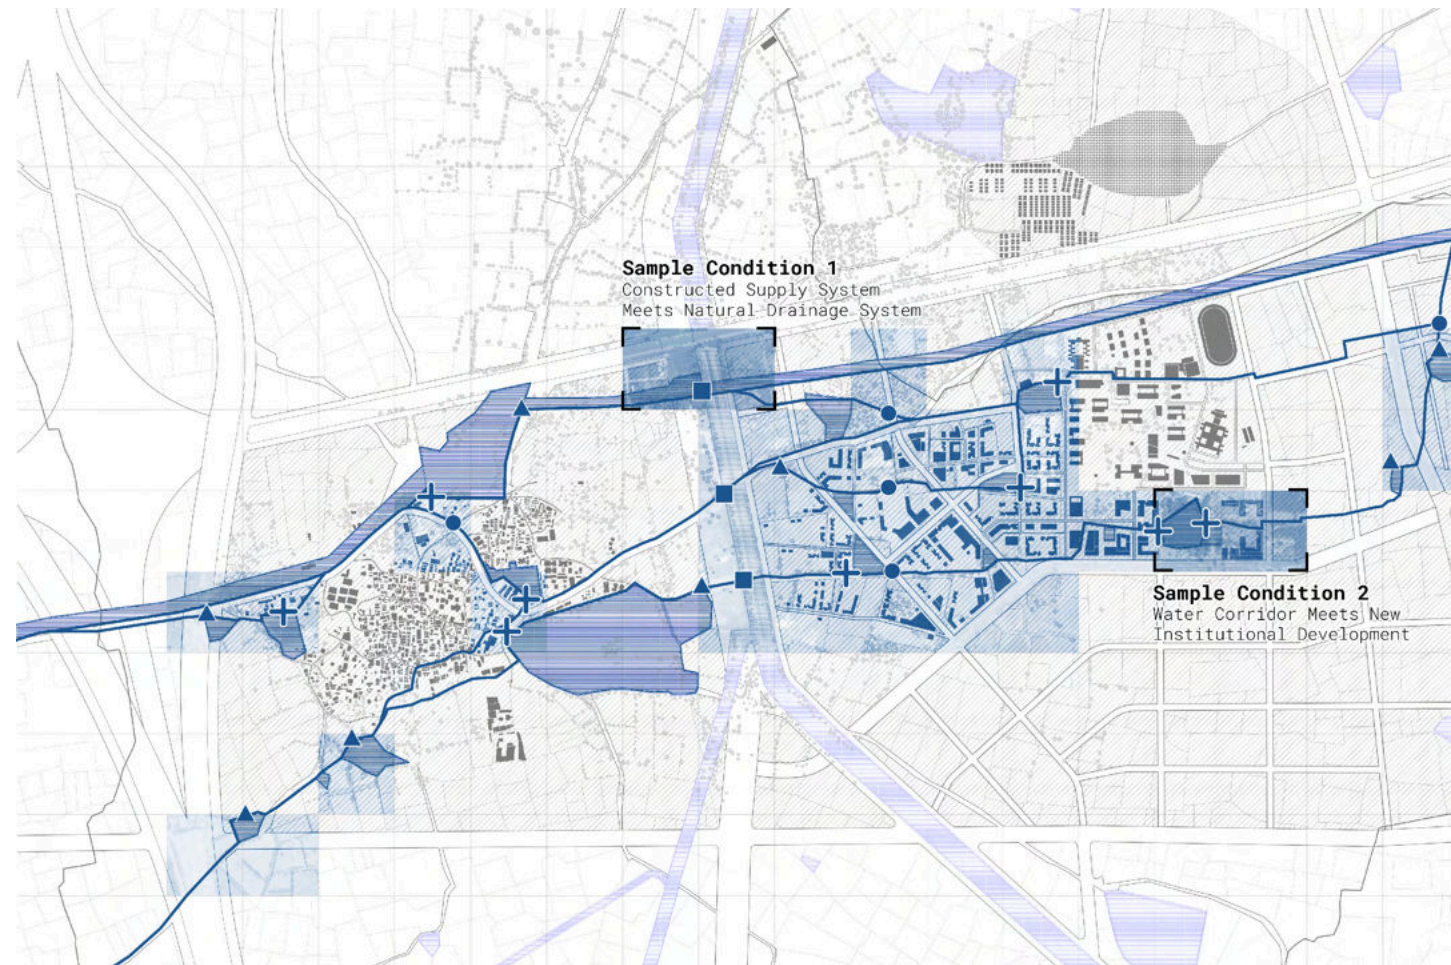 Sample Condition 1
Constructed Supply System
Meets Natural Drainage System
Sample Condition 2
Water Corridor Meets New
Institutional Development